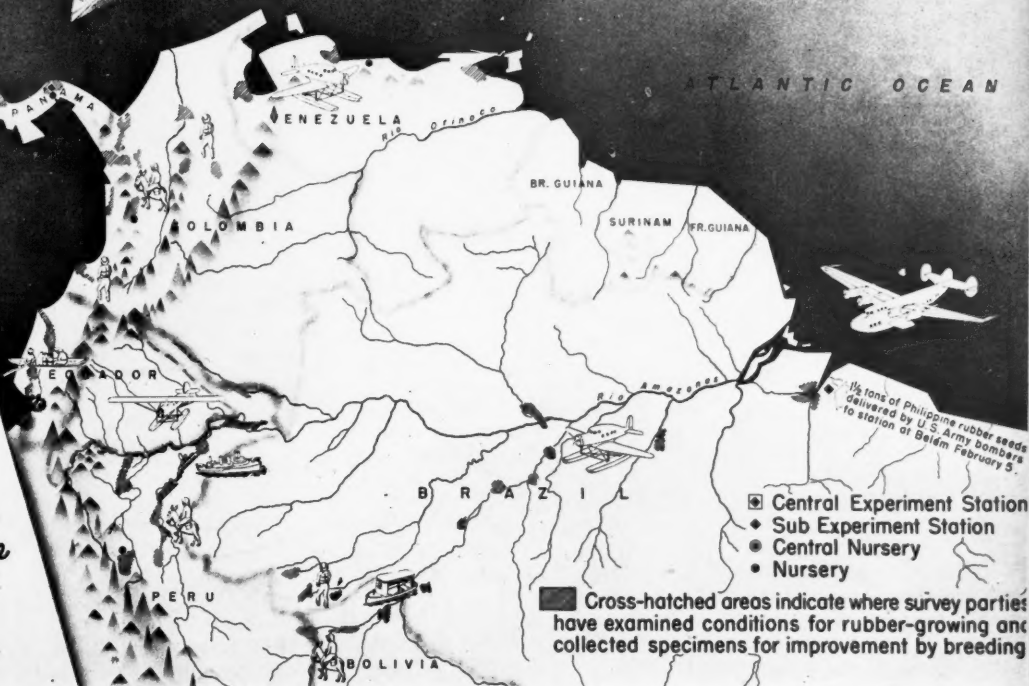 ATLANTIC OCEAN
PANAMA
VENEZUELA
Rio Orinoco
BR. GUIANA
SURINAM
FR. GUIANA
COLOMBIA
ECUADOR
Rio Amazonas
1½ tons of Philippine rubber seeds
delivered by U.S. Army bombers
to station at Belém February 5.
BRAZIL
Central Experiment Station
Sub Experiment Station
Central Nursery
Nursery
PERU
Cross-hatched areas indicate where survey parties
have examined conditions for rubber-growing and
collected specimens for improvement by breeding
BOLIVIA